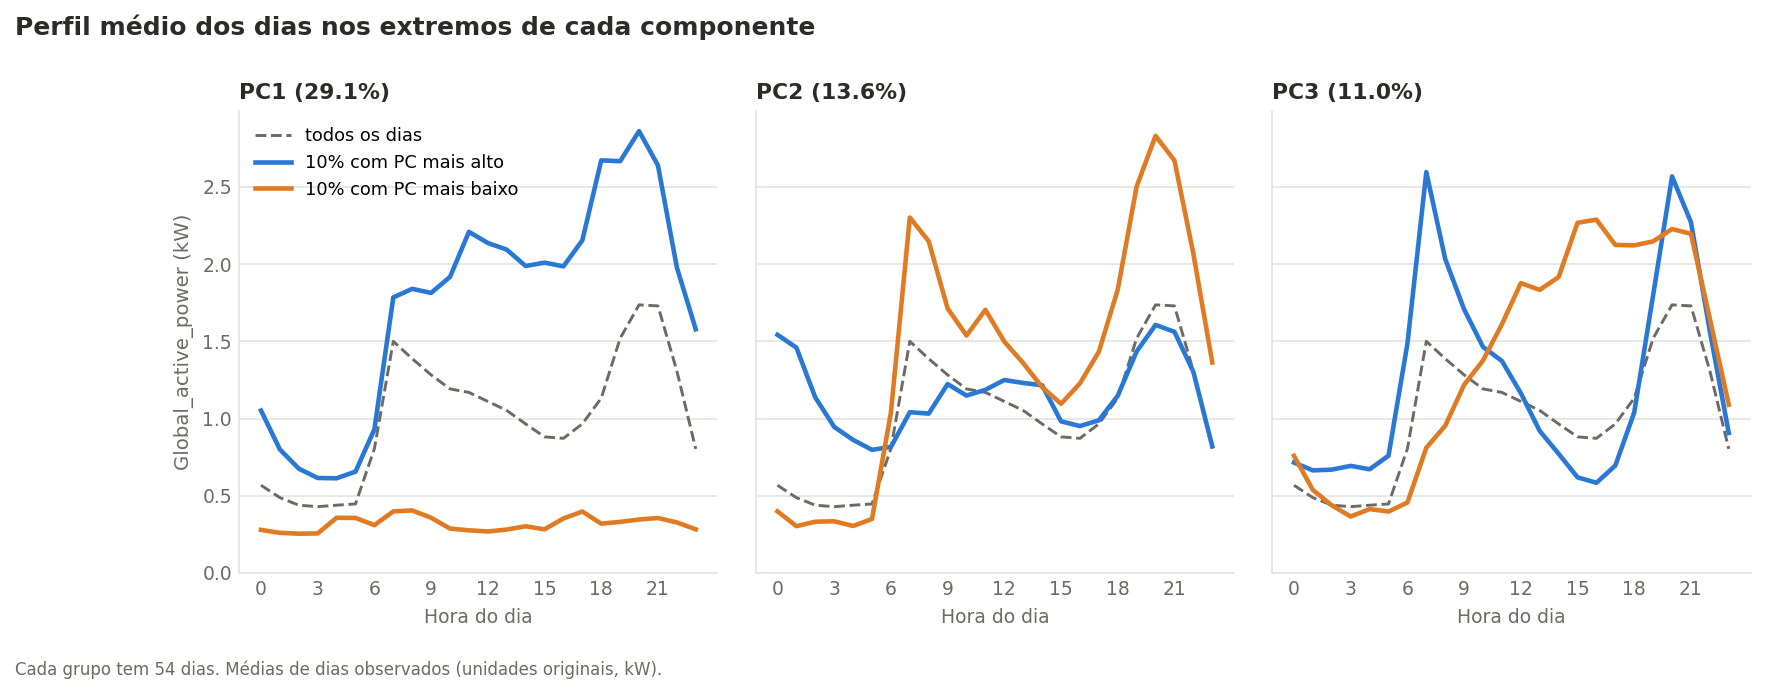 Perfil médio dos dias nos extremos de cada componente
PC1 (29.1%)
todos os dias
10% com PC mais alto
10% com PC mais baixo
Global_active_power (kW)
2.5
2.0
1.5
1.0
0.5
0.0
0 3 6 9 12 15 18 21
Hora do dia
PC2 (13.6%)
0 3 6 9 12 15 18 21
Hora do dia
PC3 (11.0%)
0 3 6 9 12 15 18 21
Hora do dia
Cada grupo tem 54 dias. Médias de dias observados (unidades originais, kW).